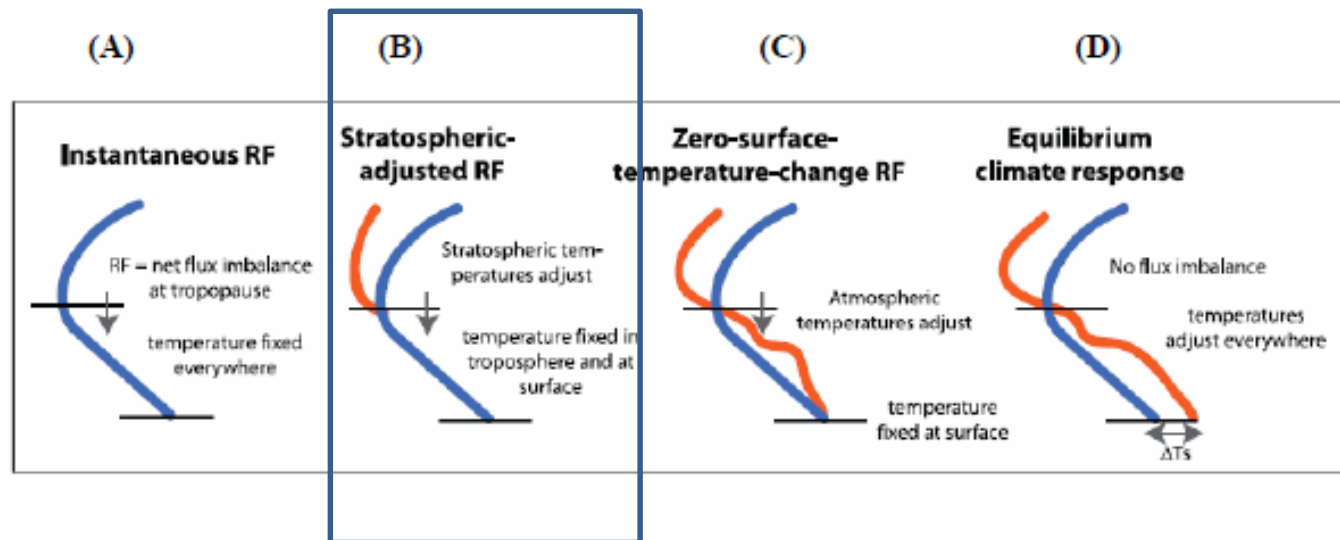 (A)
(B)
(C)
(D)
Instantaneous RF
RF – net flux imbalance
at tropopause
temperature fixed
everywhere
Stratospheric-
adjusted RF
Stratospheric tem-
peratures adjust
temperature fixed in
troposphere and at
surface
Zero-surface-
temperature-change RF
Atmospheric
temperatures adjust
temperature
fixed at surface
Equilibrium
climate response
No flux imbalance
temperatures
adjust everywhere
ΔTs